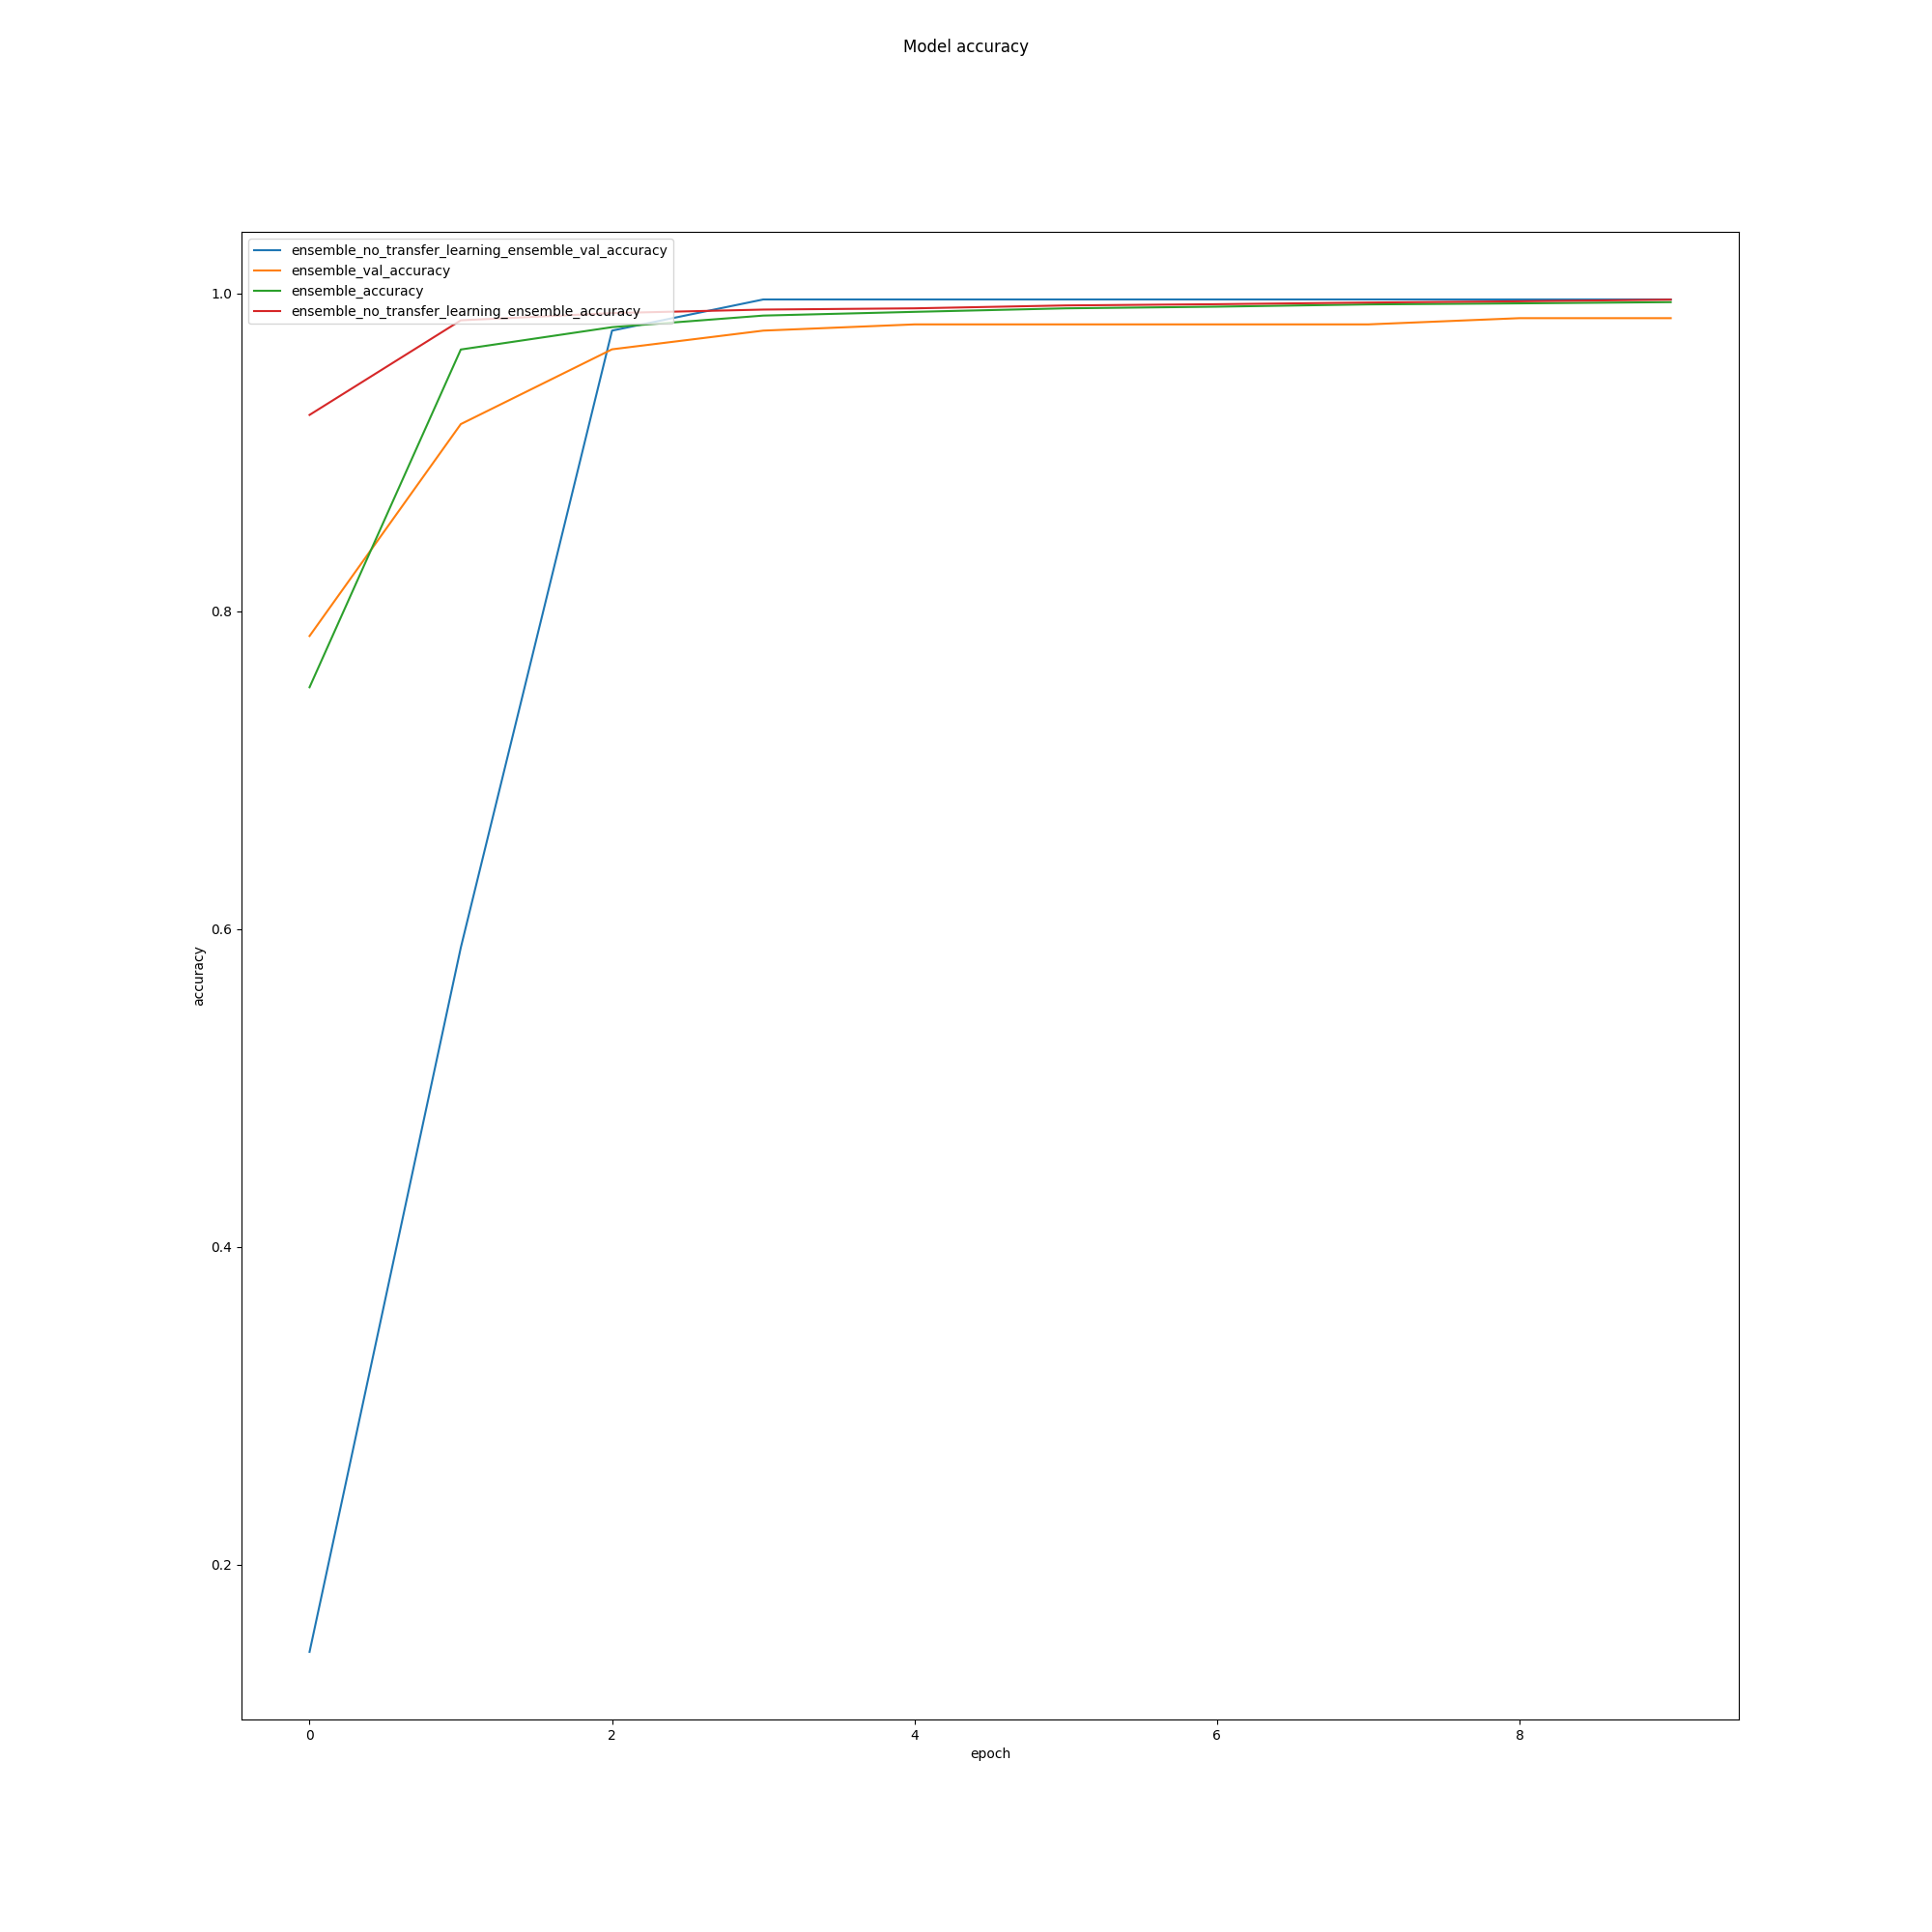 Model accuracy
ensemble_no_transfer_learning_ensemble_val_accuracy
ensemble_val_accuracy
ensemble_accuracy
ensemble_no_transfer_learning_ensemble_accuracy
1.0
0.8
0.6
accuracy
0.4
0.2
0 2 4 6 8
epoch